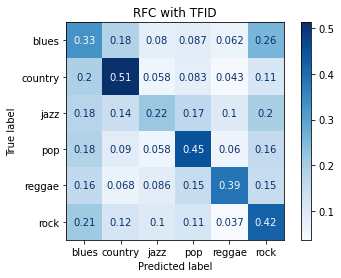 RFC with TFID
True label
blues 0.33 0.18 0.08 0.087 0.062 0.26
country 0.2 0.51 0.058 0.083 0.043 0.11
jazz 0.18 0.14 0.22 0.17 0.1 0.2
pop 0.18 0.09 0.058 0.45 0.06 0.16
reggae 0.16 0.068 0.086 0.15 0.39 0.15
rock 0.21 0.12 0.1 0.11 0.037 0.42
blues country jazz pop reggae rock
Predicted label
0.5
0.4
0.3
0.2
0.1